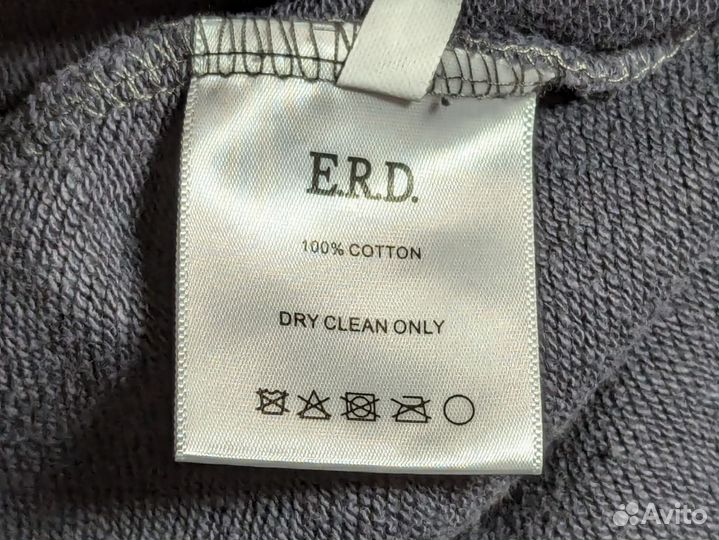 E.R.D.
100% COTTON
DRY CLEAN ONLY
Avito